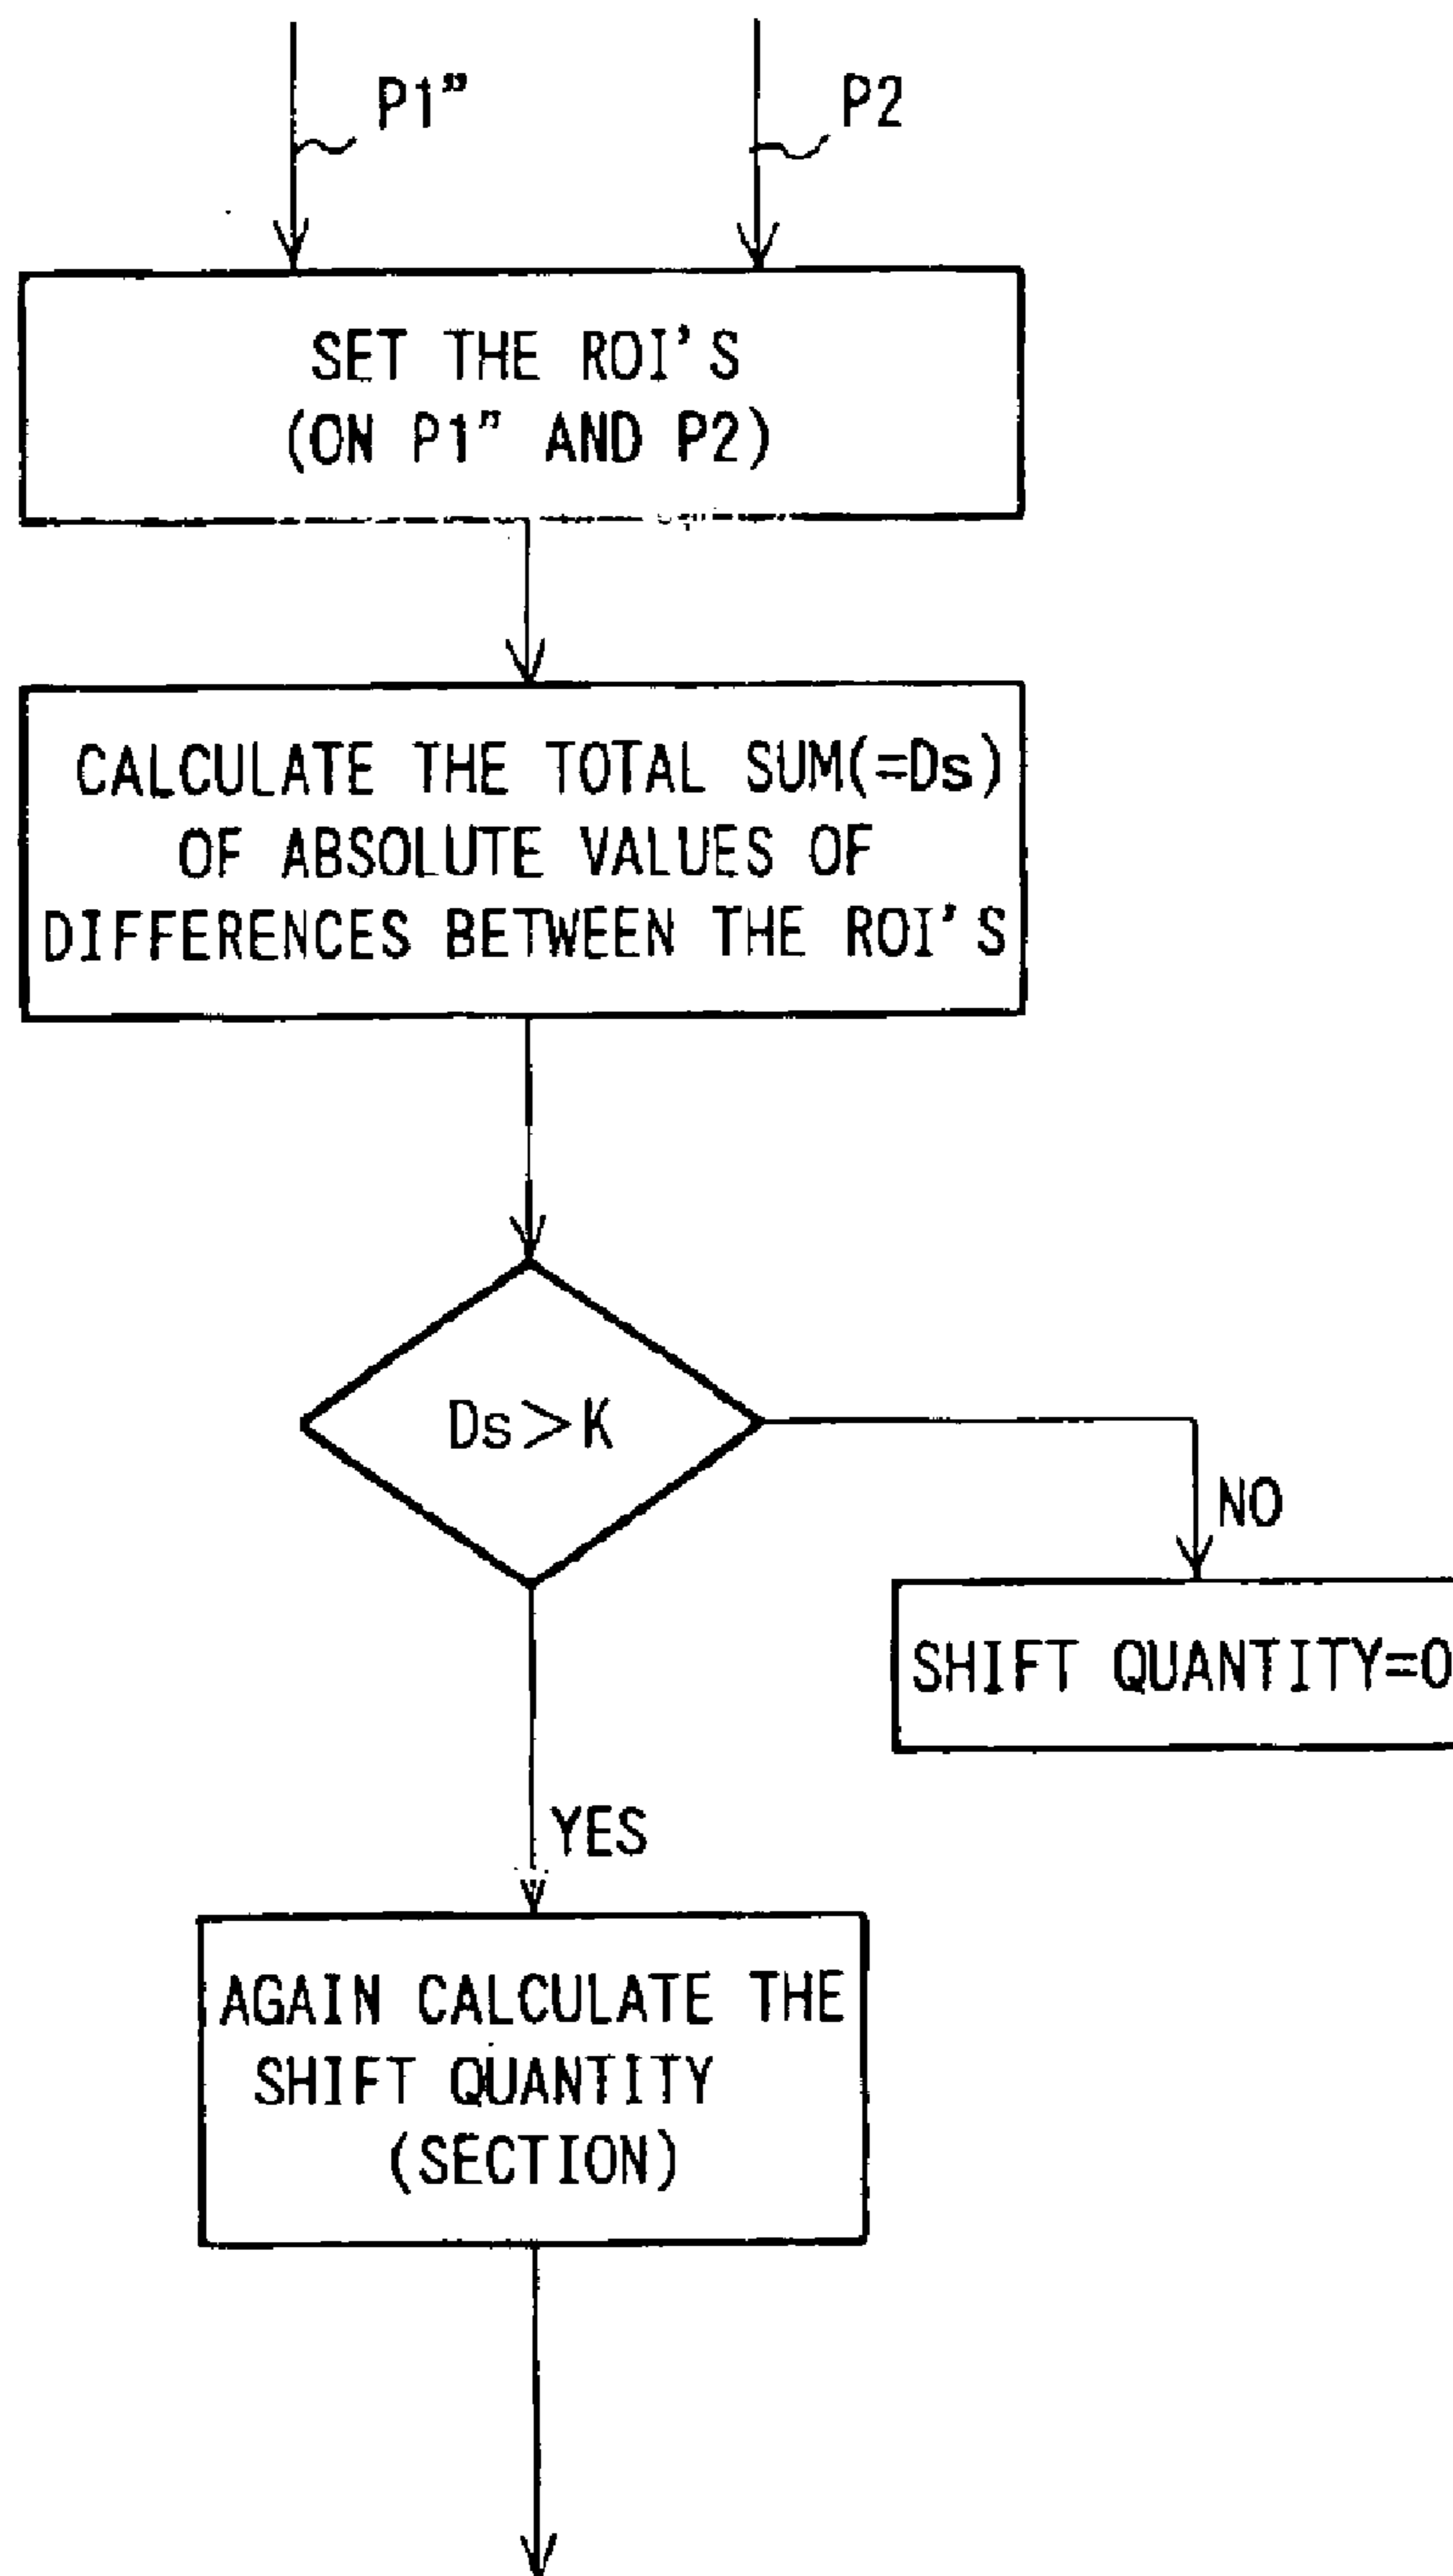 P1”
P2
SET THE ROI'S
(ON P1” AND P2)
CALCULATE THE TOTAL SUM(=Ds)
OF ABSOLUTE VALUES OF
DIFFERENCES BETWEEN THE ROI'S
Ds>K
NO
SHIFT QUANTITY=0
YES
AGAIN CALCULATE THE
SHIFT QUANTITY
(SECTION)